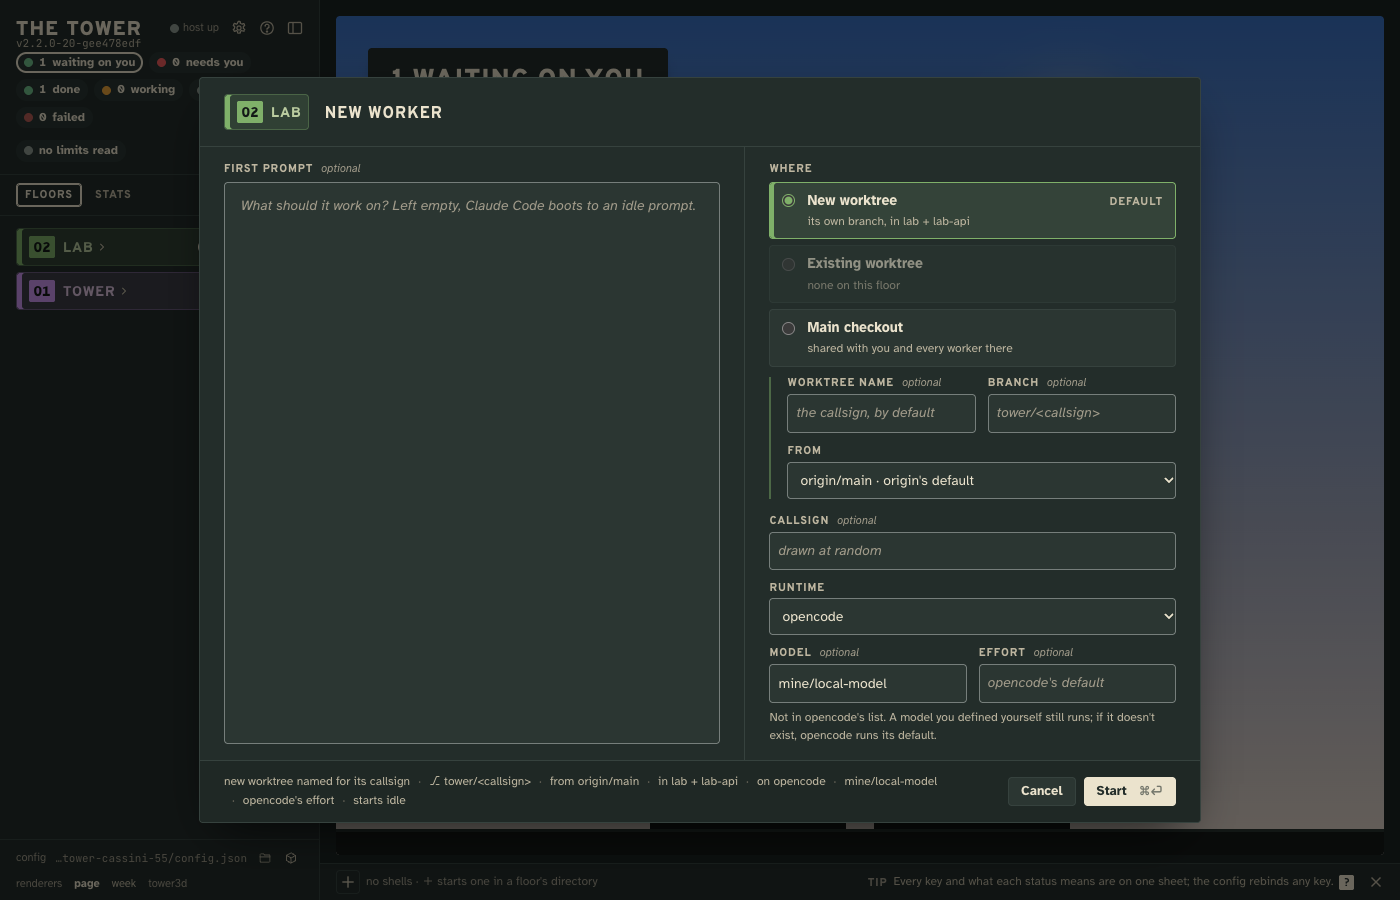 THE TOWER
host up
v2.2.0-20-gee478edf
1 waiting on you
0 needs you
1 done
0 working
0 failed
no limits read
FLOORS
STATS
02 LAB ›
01 TOWER ›
config …tower-cassini-55/config.json
renderers page week tower3d
1 WAITING ON YOU
02 LAB NEW WORKER
FIRST PROMPT optional
What should it work on? Left empty, Claude Code boots to an idle prompt.
WHERE
New worktree DEFAULT
its own branch, in lab + lab-api
Existing worktree
none on this floor
Main checkout
shared with you and every worker there
WORKTREE NAME optional
the callsign, by default
BRANCH optional
tower/<callsign>
FROM
origin/main · origin's default
CALLSIGN optional
drawn at random
RUNTIME
opencode
MODEL optional
mine/local-model
EFFORT optional
opencode's default
Not in opencode's list. A model you defined yourself still runs; if it doesn't
exist, opencode runs its default.
new worktree named for its callsign · ⎇ tower/<callsign> · from origin/main · in lab + lab-api · on opencode · mine/local-model
· opencode's effort · starts idle
Cancel
Start ⌘⏎
+ no shells · + starts one in a floor's directory
TIP Every key and what each status means are on one sheet; the config rebinds any key. ?